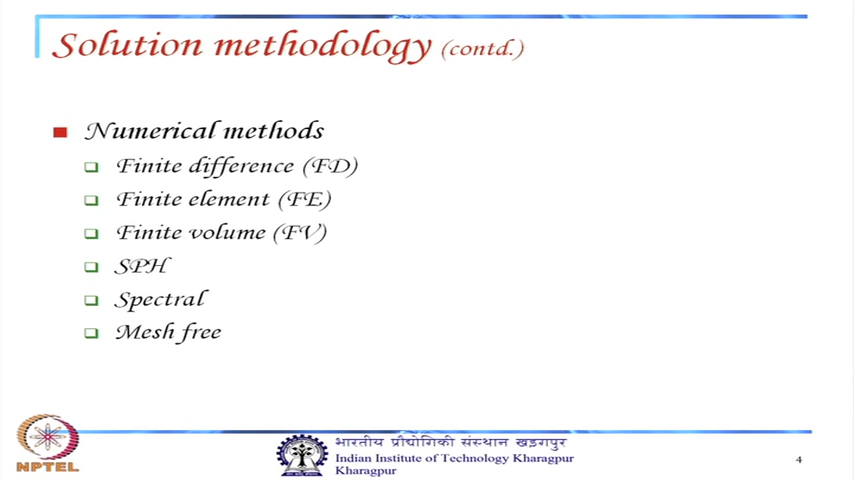 Solution methodology (contd.)
Numerical methods
Finite difference (FD)
Finite element (FE)
Finite volume (FV)
SPH
Spectral
Mesh free
NPTEL
भारतीय प्रौद्योगिकी संस्थान खड़गपुर
Indian Institute of Technology Kharagpur
Kharagpur
4